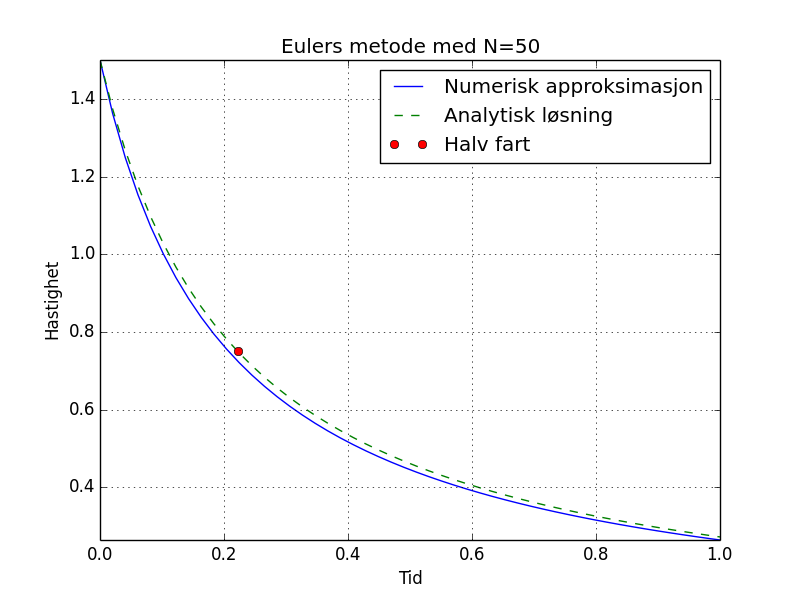 Eulers metode med N=50
Numerisk approksimasjon
Analytisk løsning
Halv fart
Hastighet
1.4
1.2
1.0
0.8
0.6
0.4
0.0 0.2 0.4 0.6 0.8 1.0
Tid